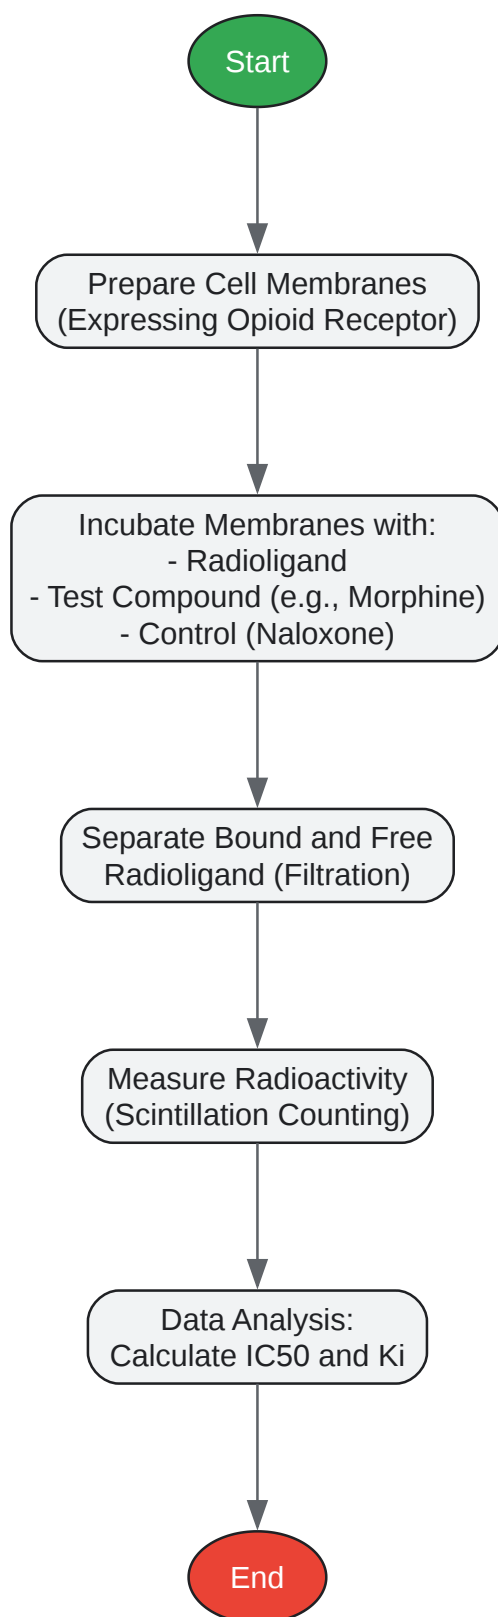 Start
Prepare Cell Membranes
(Expressing Opioid Receptor)
Incubate Membranes with:
- Radioligand
- Test Compound (e.g., Morphine)
- Control (Naloxone)
Separate Bound and Free
Radioligand (Filtration)
Measure Radioactivity
(Scintillation Counting)
Data Analysis:
Calculate IC50 and Ki
End